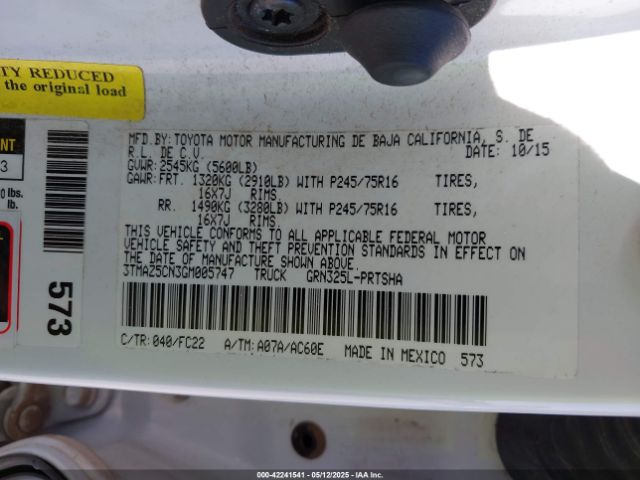 TY REDUCED
the original load
NT
3
0 lbs.
lb.
573
MFD.BY:TOYOTA MOTOR MANUFACTURING DE BAJA CALIFORNIA, S. DE
R.L. DE C.V. DATE: 10/15
GVWR:2545KG (5600LB)
GAWR:FRT. 1320KG (2910LB) WITH P245/75R16 TIRES,
16X7J RIMS
RR. 1490KG (3280LB) WITH P245/75R16 TIRES,
16X7J RIMS
THIS VEHICLE CONFORMS TO ALL APPLICABLE FEDERAL MOTOR
VEHICLE SAFETY AND THEFT PREVENTION STANDARDS IN EFFECT ON
THE DATE OF MANUFACTURE SHOWN ABOVE.
3TMAZ5CN3GM005747 TRUCK GRN325L-PRTSHA
C/TR:040/FC22 A/TM:A07A/AC60E MADE IN MEXICO 573
000-42241541 - 05/12/2025 - IAA Inc.